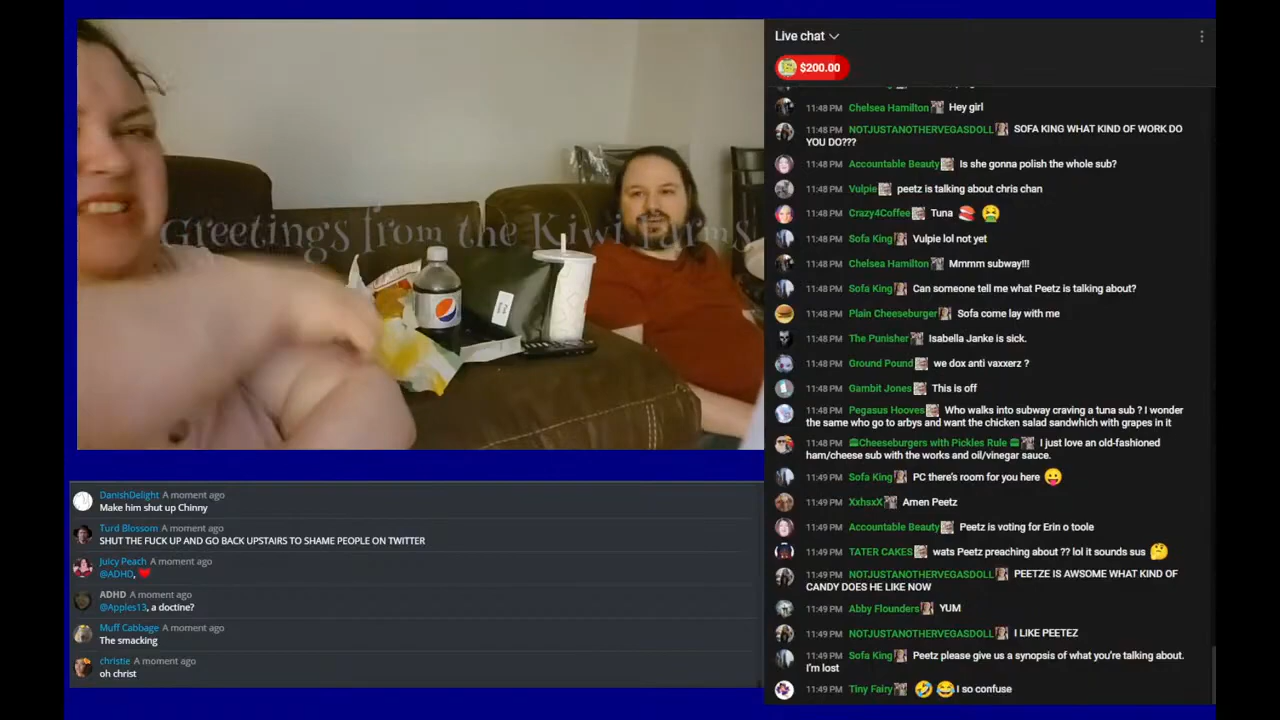 Greetings from the Kiwi Farms
DanishDelight A moment ago
Make him shut up Chinny
Turd Blossom A moment ago
SHUT THE FUCK UP AND GO BACK UPSTAIRS TO SHAME PEOPLE ON TWITTER
Juicy Peach A moment ago
@ADHD,
ADHD A moment ago
@Apples13, a doctine?
Muff Cabbage A moment ago
The smacking
christie A moment ago
oh christ
Live chat
$200.00
11:48 PM Chelsea Hamilton Hey girl
11:48 PM NOTJUSTANOTHERVEGASDOLL SOFA KING WHAT KIND OF WORK DO
YOU DO???
11:48 PM Accountable Beauty Is she gonna polish the whole sub?
11:48 PM Vulpie peetz is talking about chris chan
11:48 PM Crazy4Coffee Tuna 🍣 🤮
11:48 PM Sofa King Vulpie lol not yet
11:48 PM Chelsea Hamilton Mmmm subway!!!
11:48 PM Sofa King Can someone tell me what Peetz is talking about?
11:48 PM Plain Cheeseburger Sofa come lay with me
11:48 PM The Punisher Isabella Janke is sick.
11:48 PM Ground Pound we dox anti vaxxerz ?
11:48 PM Gambit Jones This is off
11:48 PM Pegasus Hooves Who walks into subway craving a tuna sub ? I wonder
the same who go to arbys and want the chicken salad sandwhich with grapes in it
11:48 PM Cheeseburgers with Pickles Rule I just love an old-fashioned
ham/cheese sub with the works and oil/vinegar sauce.
11:49 PM Sofa King PC there's room for you here 😛
11:49 PM XxhsxX Amen Peetz
11:49 PM Accountable Beauty Peetz is voting for Erin o toole
11:49 PM TATER CAKES wats Peetz preaching about ?? lol it sounds sus 🤔
11:49 PM NOTJUSTANOTHERVEGASDOLL PEETZE IS AWSOME WHAT KIND OF
CANDY DOES HE LIKE NOW
11:49 PM Abby Flounders YUM
11:49 PM NOTJUSTANOTHERVEGASDOLL I LIKE PEETEZ
11:49 PM Sofa King Peetz please give us a synopsis of what you're talking about.
I'm lost
11:49 PM Tiny Fairy 🤣 😂 I so confuse